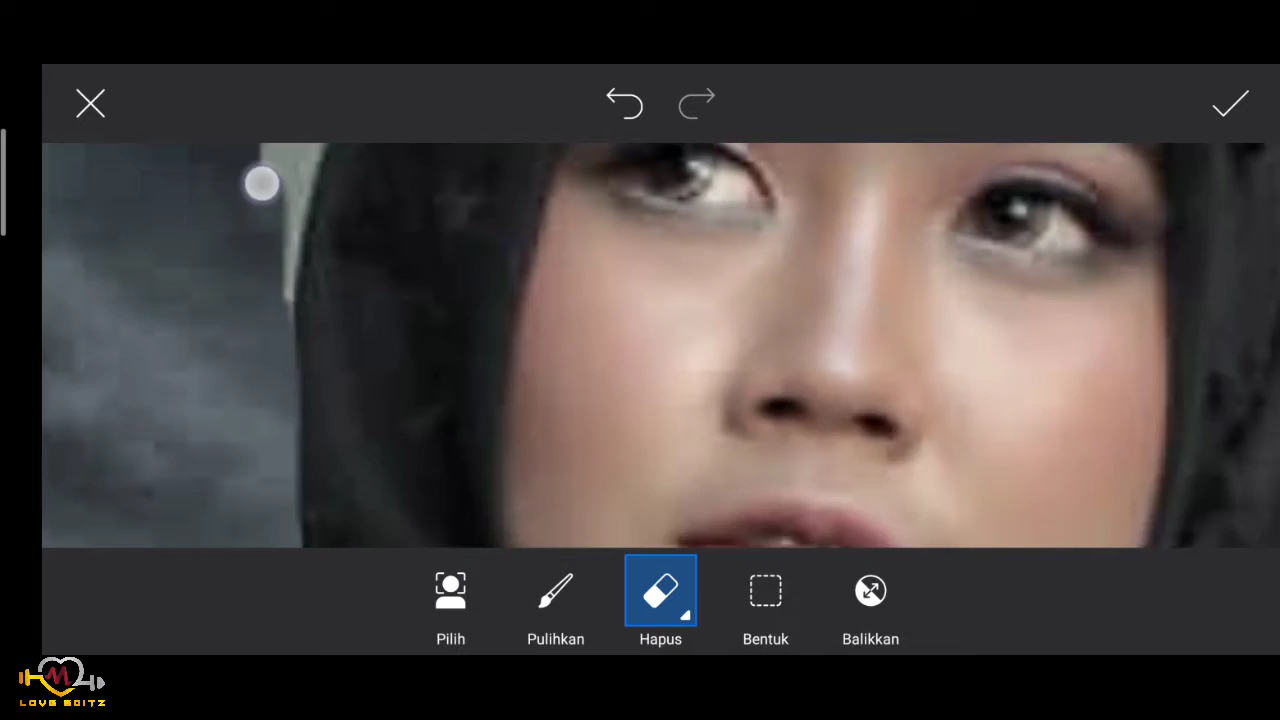 Pilih
Pulihkan
Hapus
Bentuk
Balikkan
M
LOVE EDITZ